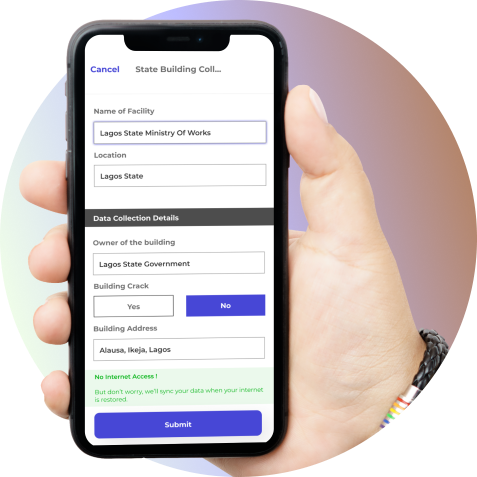 Cancel State Building Coll...
Name of Facility
Lagos State Ministry Of Works
Location
Lagos State
Data Collection Details
Owner of the building
Lagos State Government
Building Crack
Yes No
Building Address
Alausa, Ikeja, Lagos
No Internet Access !
But don't worry, we'll sync your data when your internet
is restored.
Submit